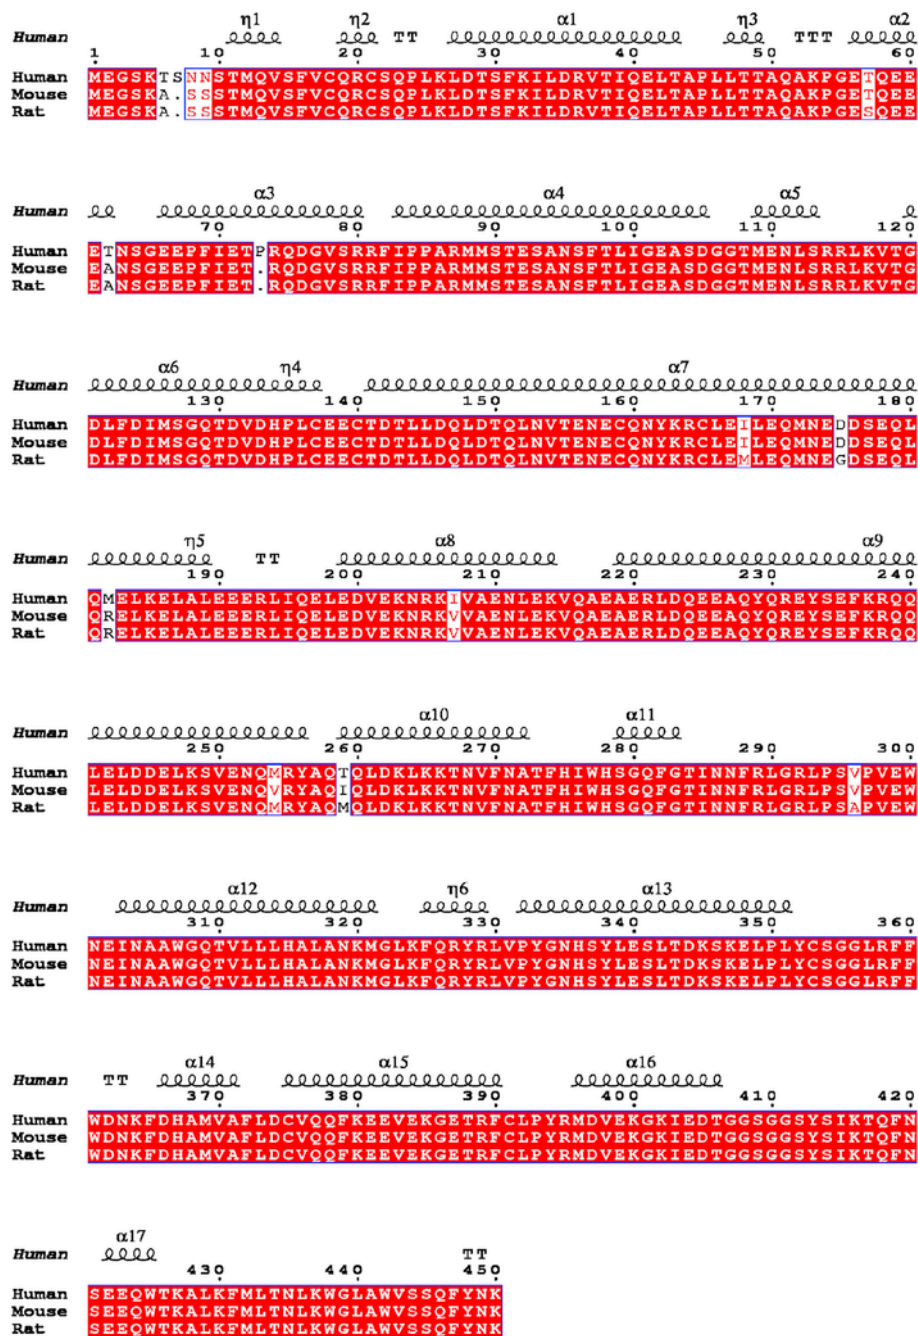 η1 η2 α1 η3 α2
Human TT TTT
1 10 20 30 40 50 60
Human MEGSKTSNNSTMQVSFVCQRCSQPLKLDTSFKILDRVTIQELTAPLLTTAQAKPGETQEE
Mouse MEGSKA.SSSTMQVSFVCQRCSQPLKLDTSFKILDRVTIQELTAPLLTTAQAKPGETQEE
Rat MEGSKA.SSSTMQVSFVCQRCSQPLKLDTSFKILDRVTIQELTAPLLTTAQAKPGESQEE
α3 α4 α5
Human
70 80 90 100 110 120
Human ETNSGEEPFIETPRQDGVSRRFIPPARMMSTESANSFTLIGEASDGGTMENLSRRLKVTG
Mouse EANSGEEPFIET.RQDGVSRRFIPPARMMSTESANSFTLIGEASDGGTMENLSRRLKVTG
Rat EANSGEEPFIET.RQDGVSRRFIPPARMMSTESANSFTLIGEASDGGTMENLSRRLKVTG
α6 η4 α7
Human
130 140 150 160 170 180
Human DLFDIMSGQTDVDHPLCEECTDTLLDQLDTQLNVTENECQNYKRCLEILEQMNEDDSEQL
Mouse DLFDIMSGQTDVDHPLCEECTDTLLDQLDTQLNVTENECQNYKRCLEILEQMNEDDSEQL
Rat DLFDIMSGQTDVDHPLCEECTDTLLDQLDTQLNVTENECQNYKRCLEMLEQMNEGDSEQL
η5 α8 α9
Human TT
190 200 210 220 230 240
Human QMELKELALEEERLIQELEDVEKNRKIVAENLEKVQAEAERLDQEEAQYQREYSEFKRQQ
Mouse QRELKELALEEERLIQELEDVEKNRKVVAENLEKVQAEAERLDQEEAQYQREYSEFKRQQ
Rat QRELKELALEEERLIQELEDVEKNRKVVAENLEKVQAEAERLDQEEAQYQREYSEFKRQQ
α10 α11
Human
250 260 270 280 290 300
Human LELDDELKSVENQMRYAQTQLDKLKKTNVFNATFHIWHSGQFGTINNFRLGRLPSVPVEW
Mouse LELDDELKSVENQVRYAQIQLDKLKKTNVFNATFHIWHSGQFGTINNFRLGRLPSVPVEW
Rat LELDDELKSVENQMRYAQMQLDKLKKTNVFNATFHIWHSGQFGTINNFRLGRLPSAPVEW
α12 η6 α13
Human
310 320 330 340 350 360
Human NEINAAWGQTVLLLHALANKMGLKFQRYRLVPYGNHSYLESLTDKSKELPLYCSGGLRFF
Mouse NEINAAWGQTVLLLHALANKMGLKFQRYRLVPYGNHSYLESLTDKSKELPLYCSGGLRFF
Rat NEINAAWGQTVLLLHALANKMGLKFQRYRLVPYGNHSYLESLTDKSKELPLYCSGGLRFF
α14 α15 α16
Human TT
370 380 390 400 410 420
Human WDNKFDHAMVAFLDCVQQFKEEVEKGETRFCLPYRMDVEKGKIEDTGGSGGSYSIKTQFN
Mouse WDNKFDHAMVAFLDCVQQFKEEVEKGETRFCLPYRMDVEKGKIEDTGGSGGSYSIKTQFN
Rat WDNKFDHAMVAFLDCVQQFKEEVEKGETRFCLPYRMDVEKGKIEDTGGSGGSYSIKTQFN
α17
Human TT
430 440 450
Human SEEQWTKALKFMLTNLKWGLAWVSSQFYNK
Mouse SEEQWTKALKFMLTNLKWGLAWVSSQFYNK
Rat SEEQWTKALKFMLTNLKWGLAWVSSQFYNK